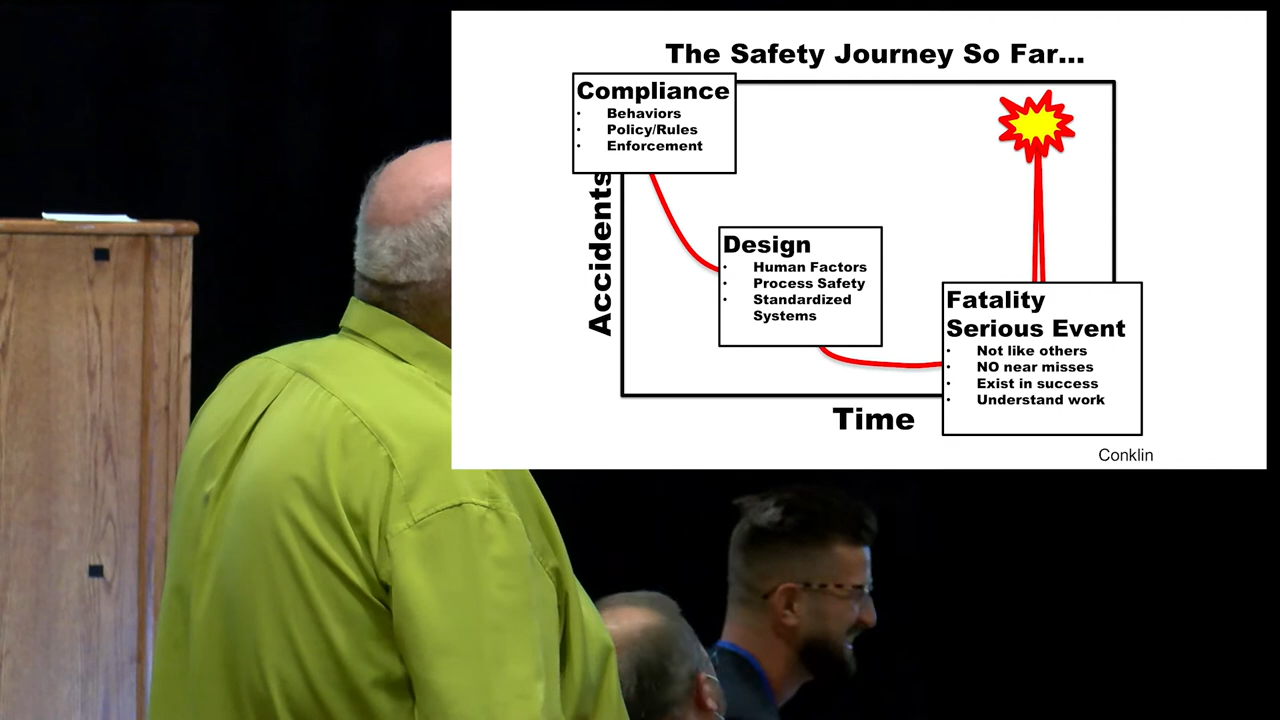 The Safety Journey So Far...
Compliance
• Behaviors
• Policy/Rules
• Enforcement
Accidents
Design
• Human Factors
• Process Safety
• Standardized
Systems
Fatality
Serious Event
• Not like others
• NO near misses
• Exist in success
• Understand work
Time
Conklin